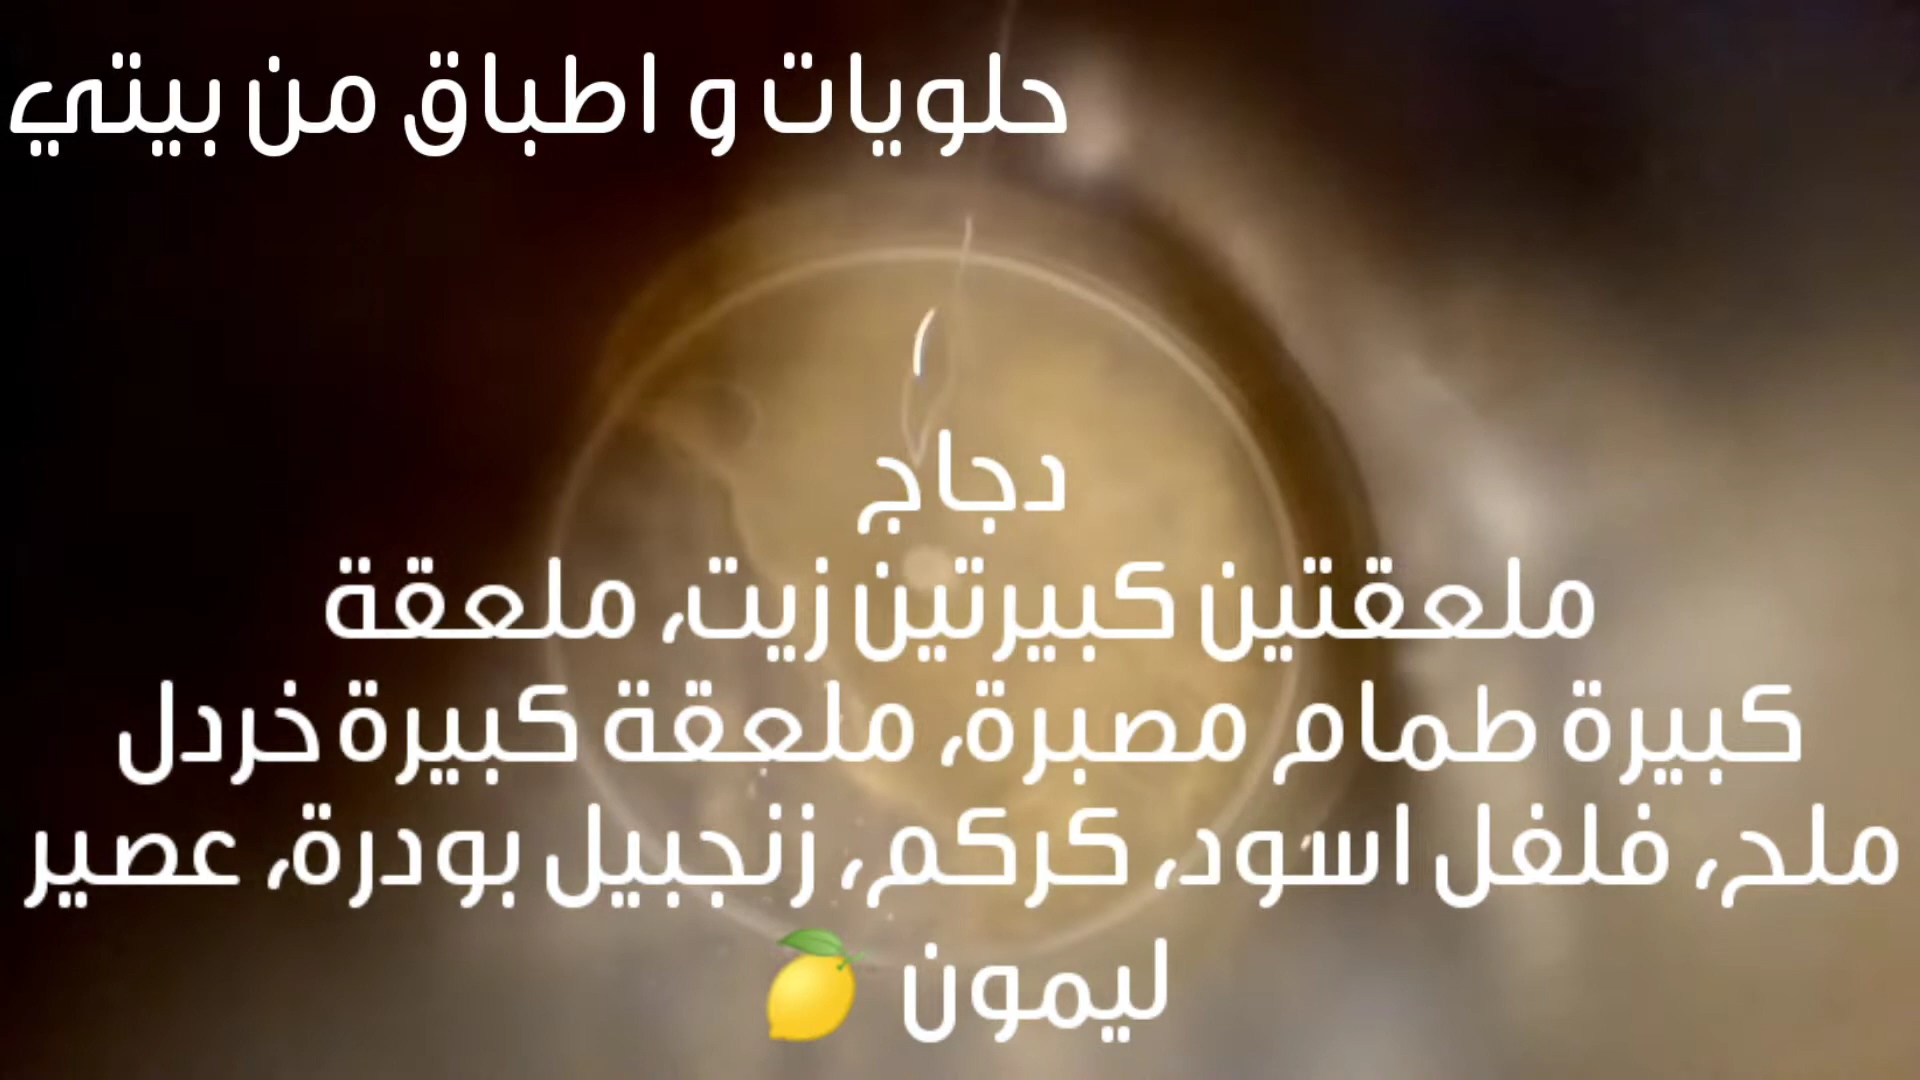 حلويات و اطباق من بيتي
دجاج
ملعقتين كبيرتين زيت، ملعقة
كبيرة طمام مصبرة، ملعقة كبيرة خردل
ملح، فلفل اسود، كركم، زنجبيل بودرة، عصير
ليمون 🍋